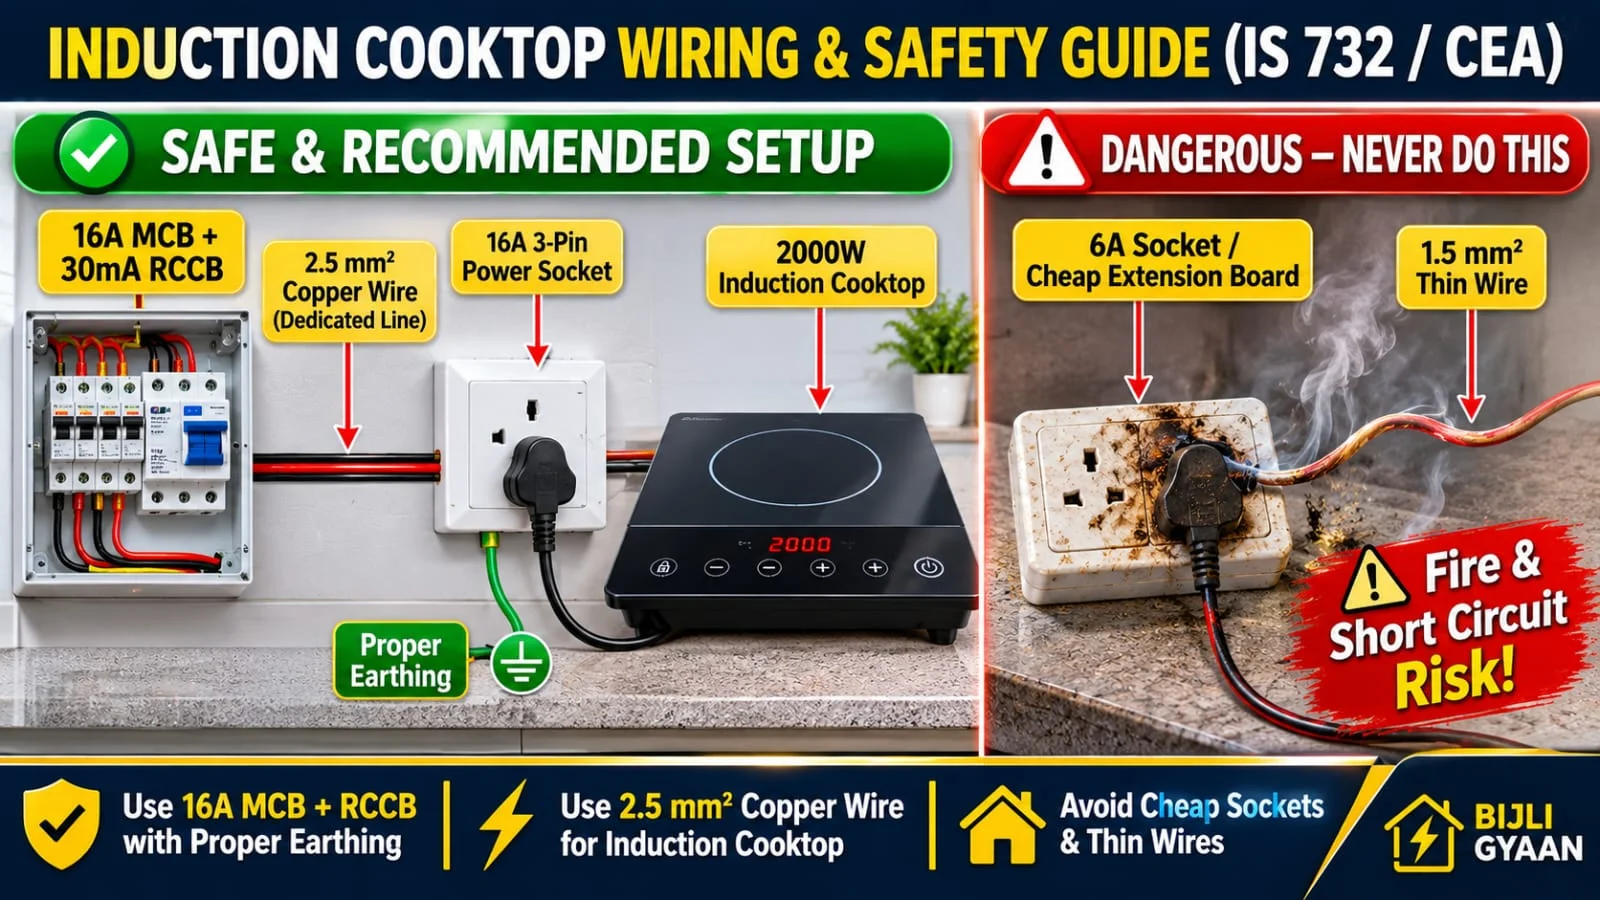 INDUCTION COOKTOP WIRING & SAFETY GUIDE (IS 732 / CEA)
SAFE & RECOMMENDED SETUP
16A MCB +
30mA RCCB
2.5 mm²
Copper Wire
(Dedicated Line)
16A 3-Pin
Power Socket
2000W
Induction Cooktop
2000
Proper
Earthing
DANGEROUS – NEVER DO THIS
6A Socket /
Cheap Extension Board
1.5 mm²
Thin Wire
Fire &
Short Circuit
Risk!
Use 16A MCB + RCCB
with Proper Earthing
Use 2.5 mm² Copper Wire
for Induction Cooktop
Avoid Cheap Sockets
& Thin Wires
BIJLI
GYAAN